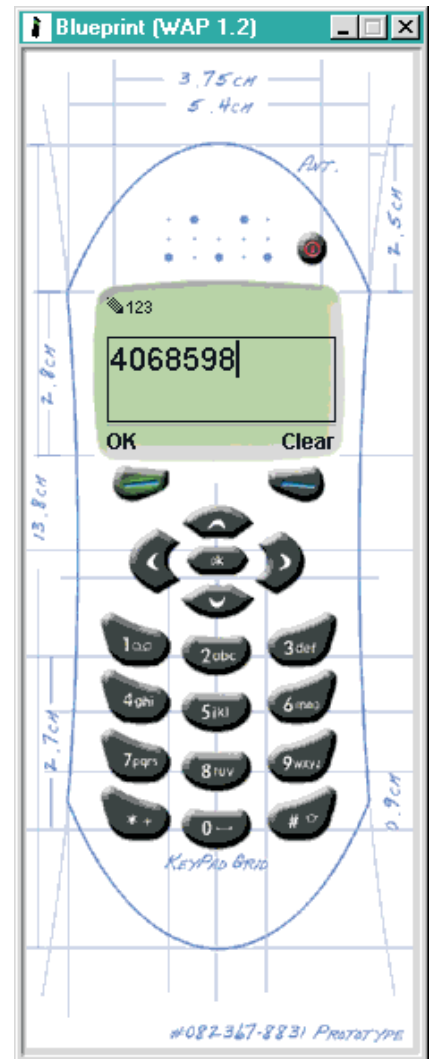 Blueprint (WAP 1.2)
3.75CM
5.4CM
ANT.
2.5CM
123
4068598
OK Clear
2.8CM
13.8CM
ok
1 2abc 3def
4ghi 5jkl 6mno
7pqrs 8tuv 9wxyz
* + 0 #
2.7CM
0.9CM
KEYPAD GRID
#082367-8831 PROTOTYPE